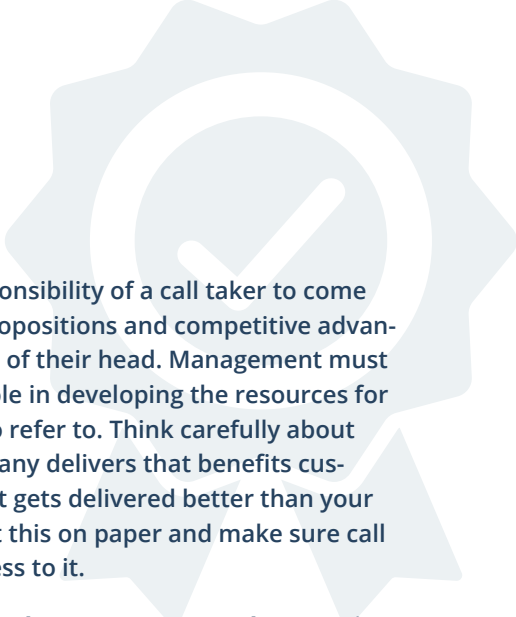 onsibility of a call taker to come
opositions and competitive advan-
of their head. Management must
le in developing the resources for
refer to. Think carefully about
any delivers that benefits cus-
t gets delivered better than your
this on paper and make sure call
ss to it.